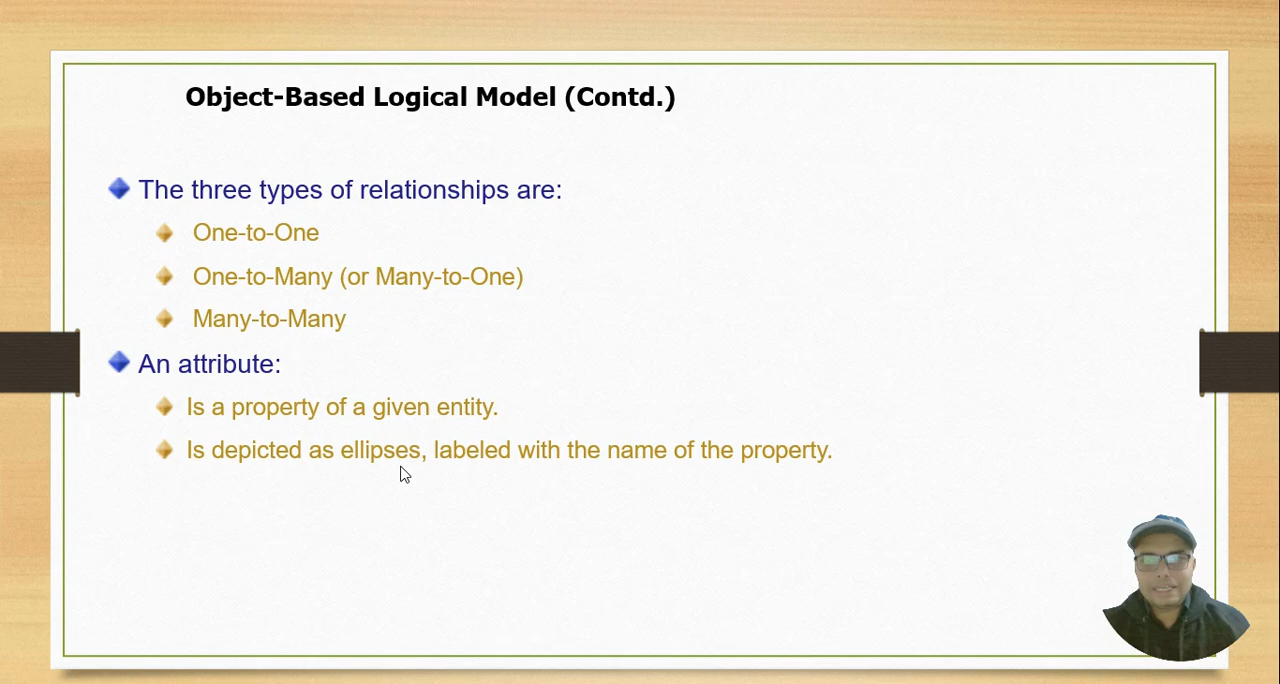 Object-Based Logical Model (Contd.)
The three types of relationships are:
One-to-One
One-to-Many (or Many-to-One)
Many-to-Many
An attribute:
Is a property of a given entity.
Is depicted as ellipses, labeled with the name of the property.